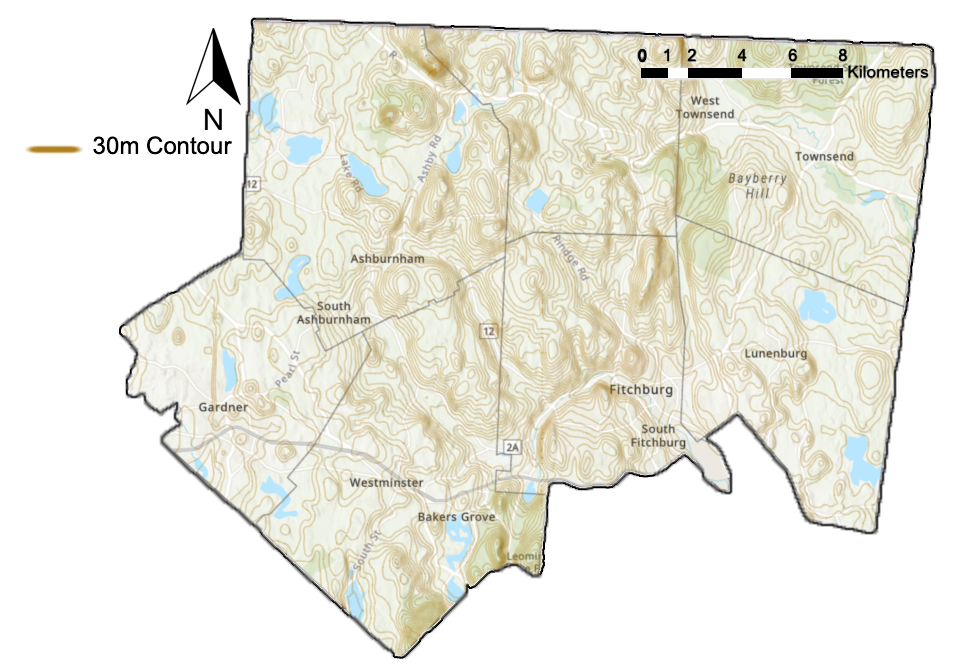 0 1 2 4 6 8
Kilometers
N
30m Contour
R
West
Townsend
Townsend S
Forest
Townsend
Bayberry
Hill
Ashby Rd
Lake Rd
12
Rindge Rd
Ashburnham
South
Ashburnham
12
Pearl St
Lunenburg
Fitchburg
Gardner
South
Fitchburg
2A
Westminster
Bakers Grove
South St
Leomi